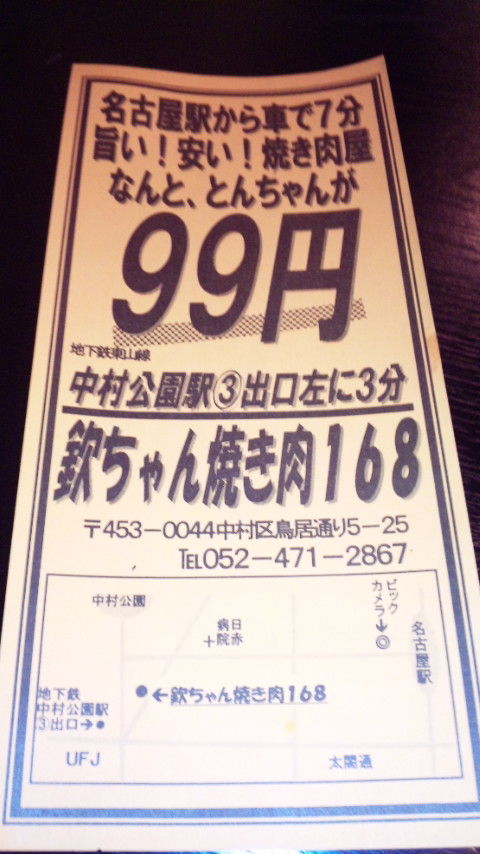 名古屋駅から車で7分
旨い！安い！焼き肉屋
なんと、とんちゃんが
99円
地下鉄東山線
中村公園駅③出口左に3分
欽ちゃん焼き肉168
〒453-0044中村区鳥居通り5-25
TEL052-471-2867
中村公園
日赤
病院
ビック
カメラ→◎
名古屋駅
地下鉄
中村公園駅
③出口→●
●←欽ちゃん焼き肉168
UFJ
太閤通